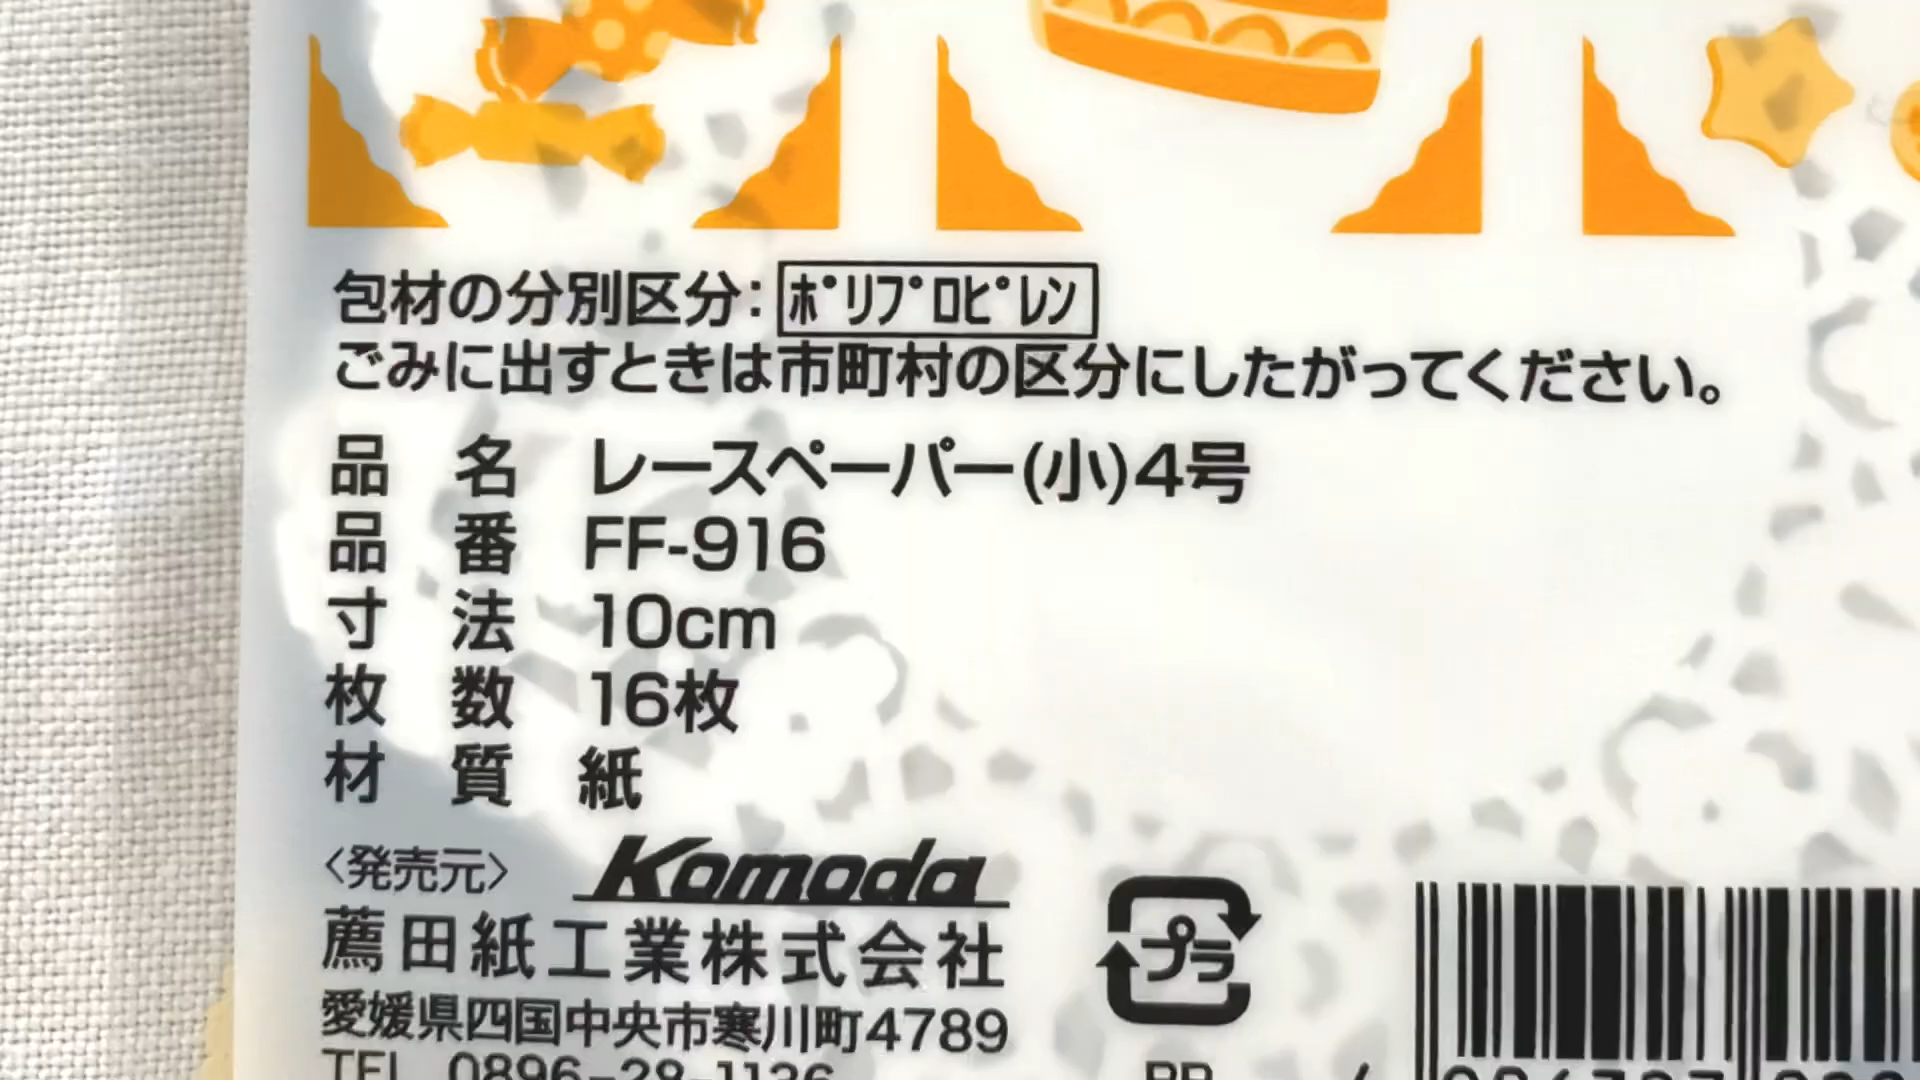 包材の分別区分：ﾎﾟﾘﾌﾟﾛﾋﾟﾚﾝ
ごみに出すときは市町村の区分にしたがってください。
品　名　レースペーパー(小)4号
品　番　FF-916
寸　法　10cm
枚　数　16枚
材　質　紙
〈発売元〉 Komoda
薦田紙工業株式会社
プラ
愛媛県四国中央市寒川町4789
TEL 0896-28-1136